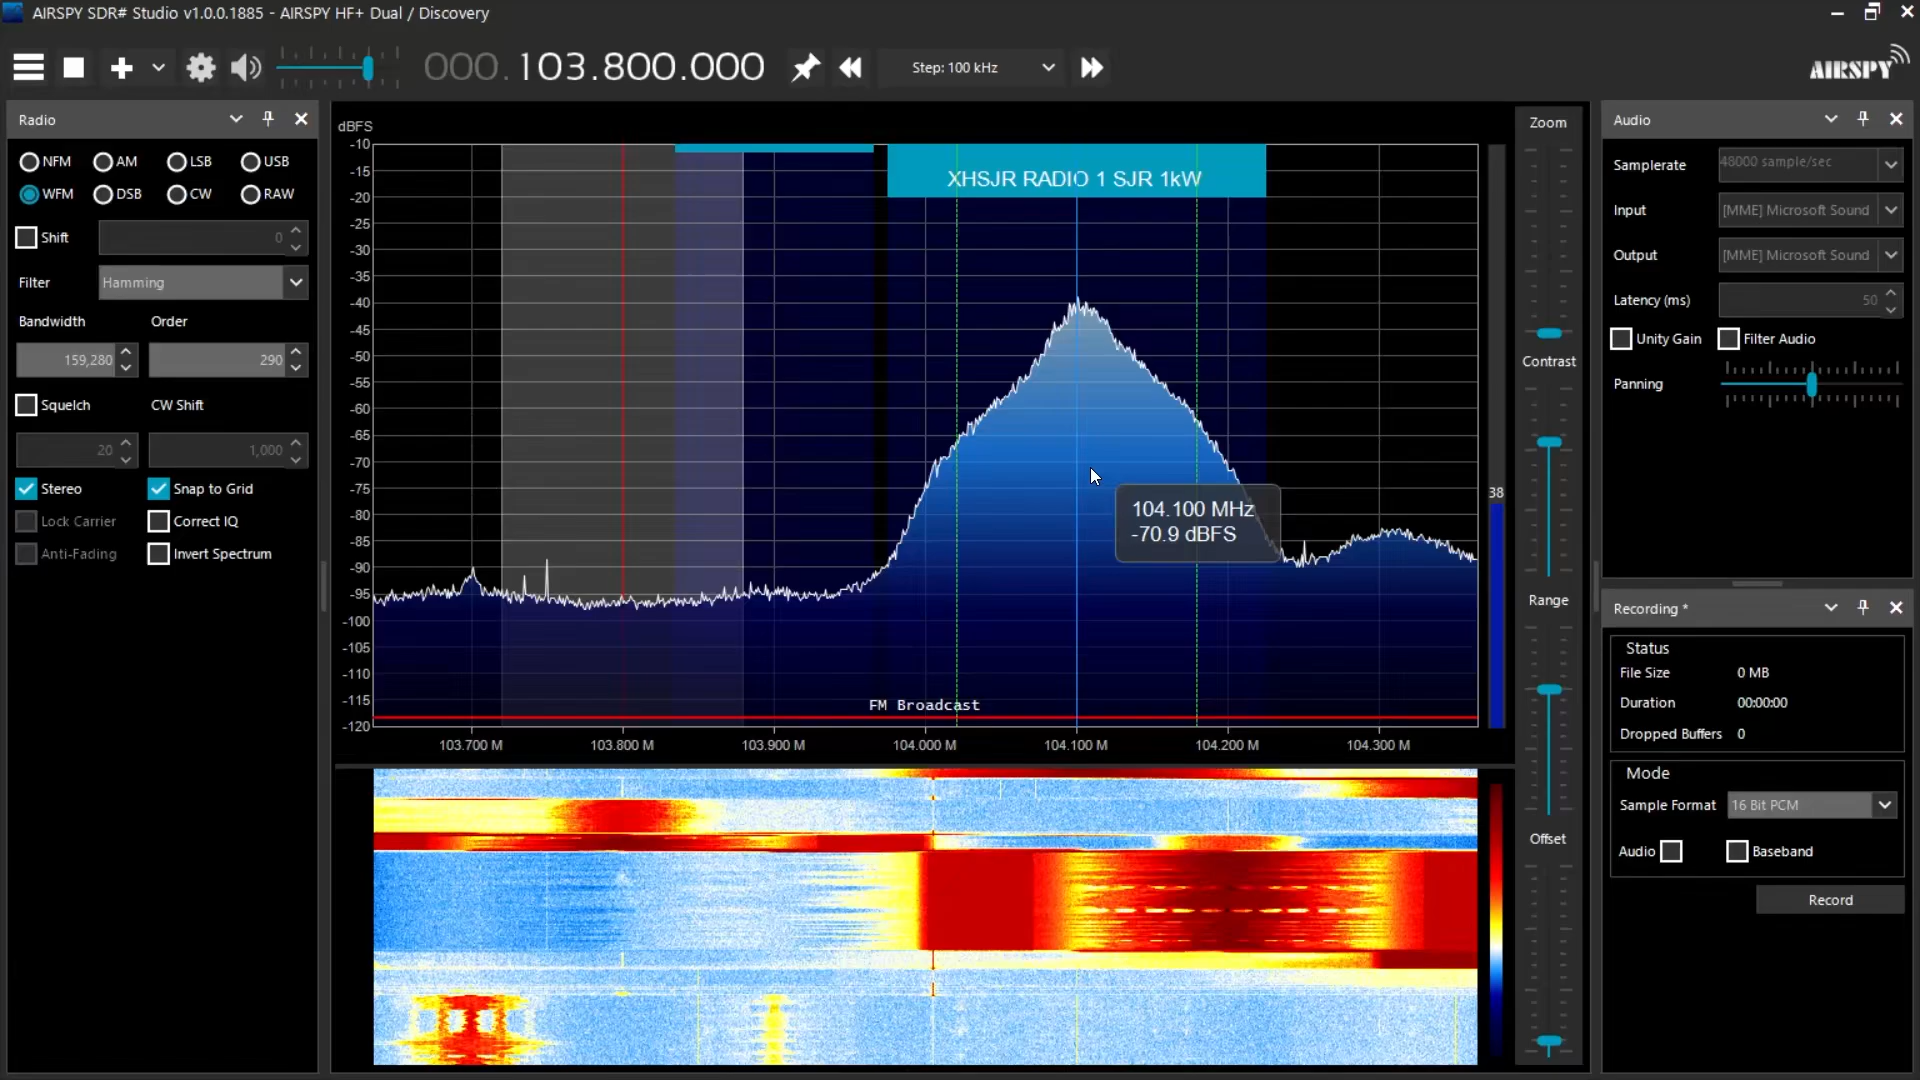 AIRSPY SDR# Studio v1.0.0.1885 - AIRSPY HF+ Dual / Discovery
000.103.800.000
Step: 100 kHz
AIRSPY
Radio
NFM AM LSB USB
WFM DSB CW RAW
Shift 0
Filter Hamming
Bandwidth Order
159,280 290
Squelch CW Shift
20 1,000
Stereo Snap to Grid
Lock Carrier Correct IQ
Anti-Fading Invert Spectrum
dBFS
-10
-15
-20
-25
-30
-35
-40
-45
-50
-55
-60
-65
-70
-75
-80
-85
-90
-95
-100
-105
-110
-115
-120
XHSJR RADIO 1 SJR 1kW
104.100 MHz
-70.9 dBFS
FM Broadcast
103.700 M 103.800 M 103.900 M 104.000 M 104.100 M 104.200 M 104.300 M
38
Zoom
Contrast
Range
Offset
Audio
Samplerate 48000 sample/sec
Input [MME] Microsoft Sound
Output [MME] Microsoft Sound
Latency (ms) 50
Unity Gain Filter Audio
Panning
Recording *
Status
File Size 0 MB
Duration 00:00:00
Dropped Buffers 0
Mode
Sample Format 16 Bit PCM
Audio Baseband
Record